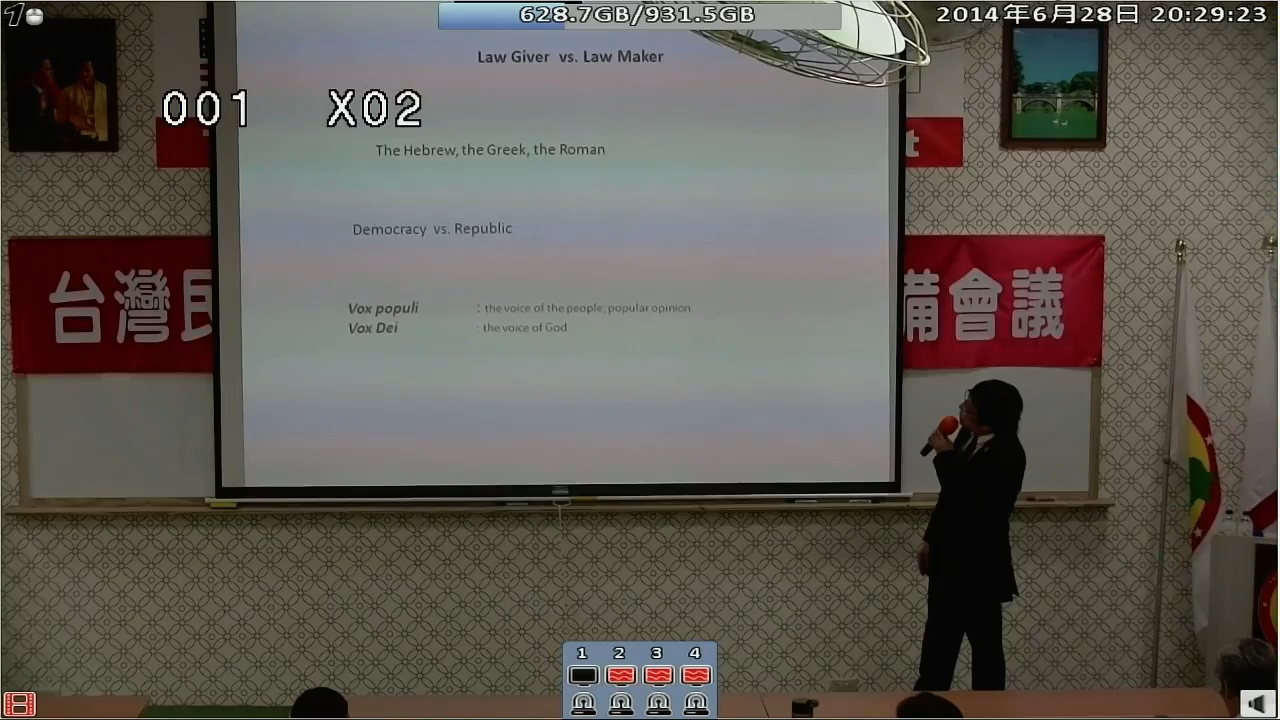 628.7GB/931.5GB
2014年6月28日 20:29:23
Law Giver vs. Law Maker
001 X02
The Hebrew, the Greek, the Roman
t
Democracy vs. Republic
台灣民
備會議
Vox populi : the voice of the people; popular opinion.
Vox Dei : the voice of God
1 2 3 4